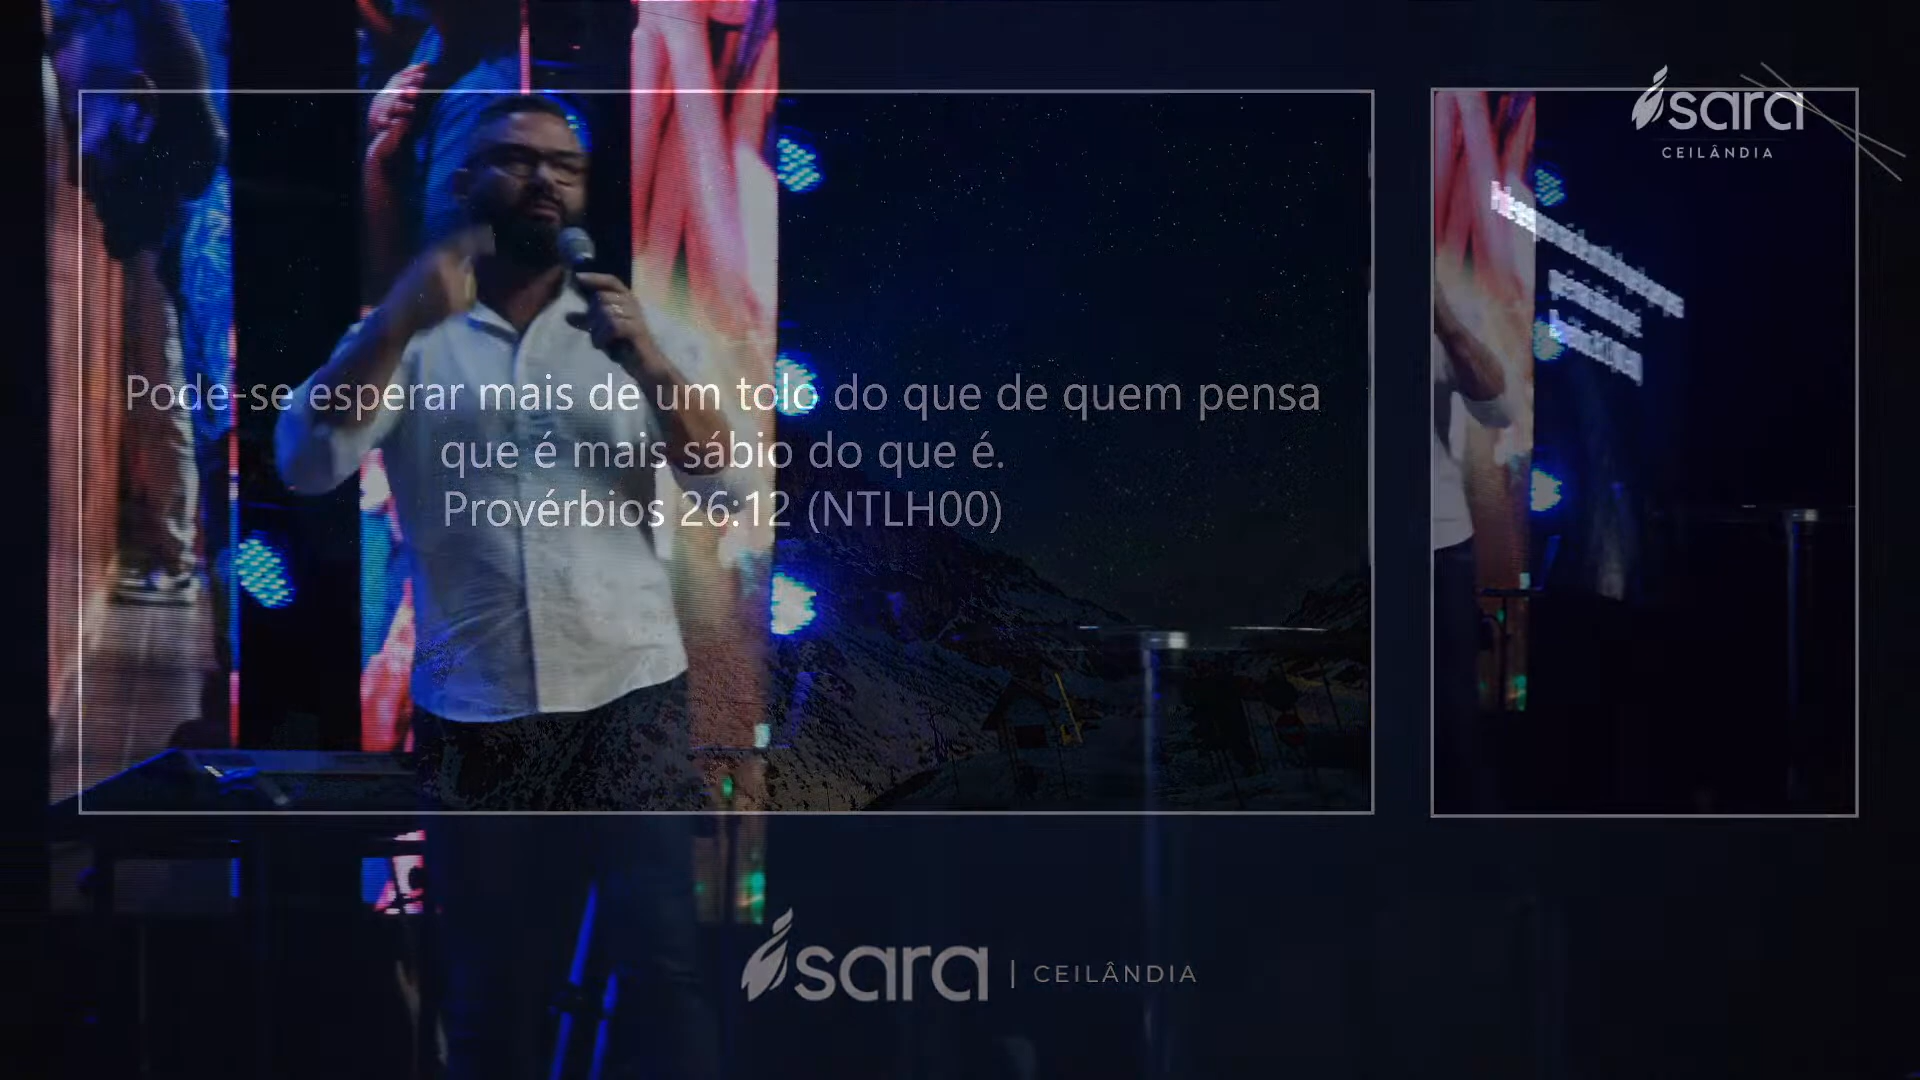 sara
CEILÂNDIA
Pode-se esperar mais de um tolo do que de quem pensa
que é mais sábio do que é.
Provérbios 26:12 (NTLH00)
sara | CEILÂNDIA